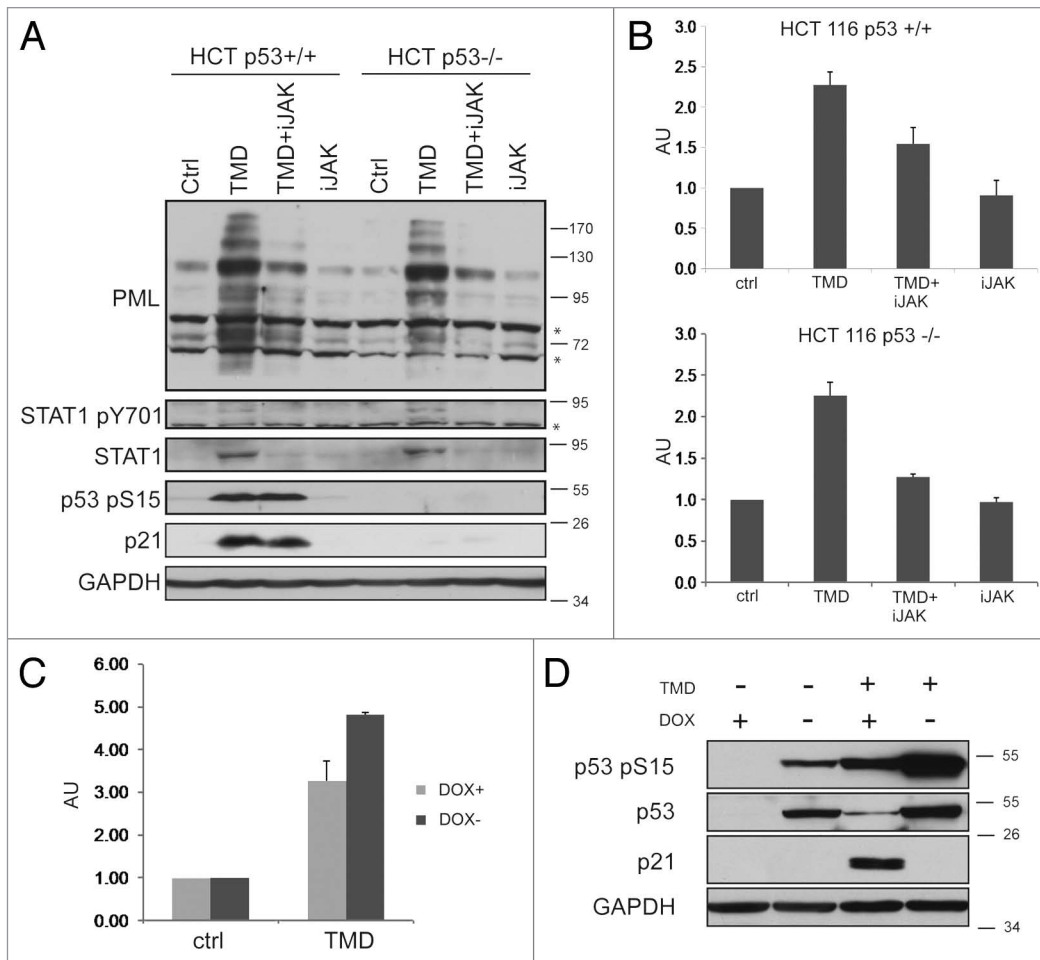 A
HCT p53+/+ HCT p53-/-
Ctrl TMD TMD+iJAK iJAK Ctrl TMD TMD+iJAK iJAK
PML
170
130
95
*
72
*
STAT1 pY701
95
*
STAT1
95
p53 pS15
55
p21
26
GAPDH
34
B
HCT 116 p53 +/+
AU
3.0
2.5
2.0
1.5
1.0
0.5
0.0
ctrl TMD TMD+ iJAK
iJAK
HCT 116 p53 -/-
AU
3.0
2.5
2.0
1.5
1.0
0.5
0.0
ctrl TMD TMD+ iJAK
iJAK
C
AU
6.00
5.00
4.00
3.00
2.00
1.00
0.00
ctrl TMD
DOX+
DOX-
D
TMD - - + +
DOX + - + -
p53 pS15
55
p53
55
p21
26
GAPDH
34